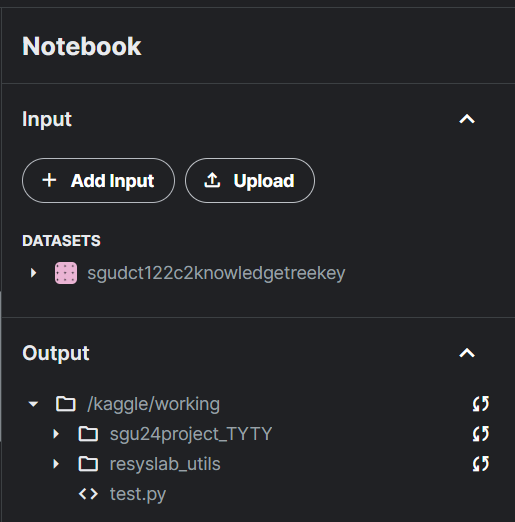 Notebook
Input
Add Input
Upload
DATASETS
sgudct122c2knowledgetreekey
Output
/kaggle/working
sgu24project_TYTY
resyslab_utils
test.py